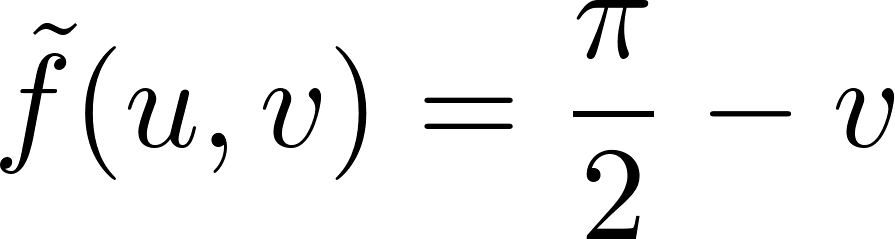 f̃(u, v) = π/2 − v